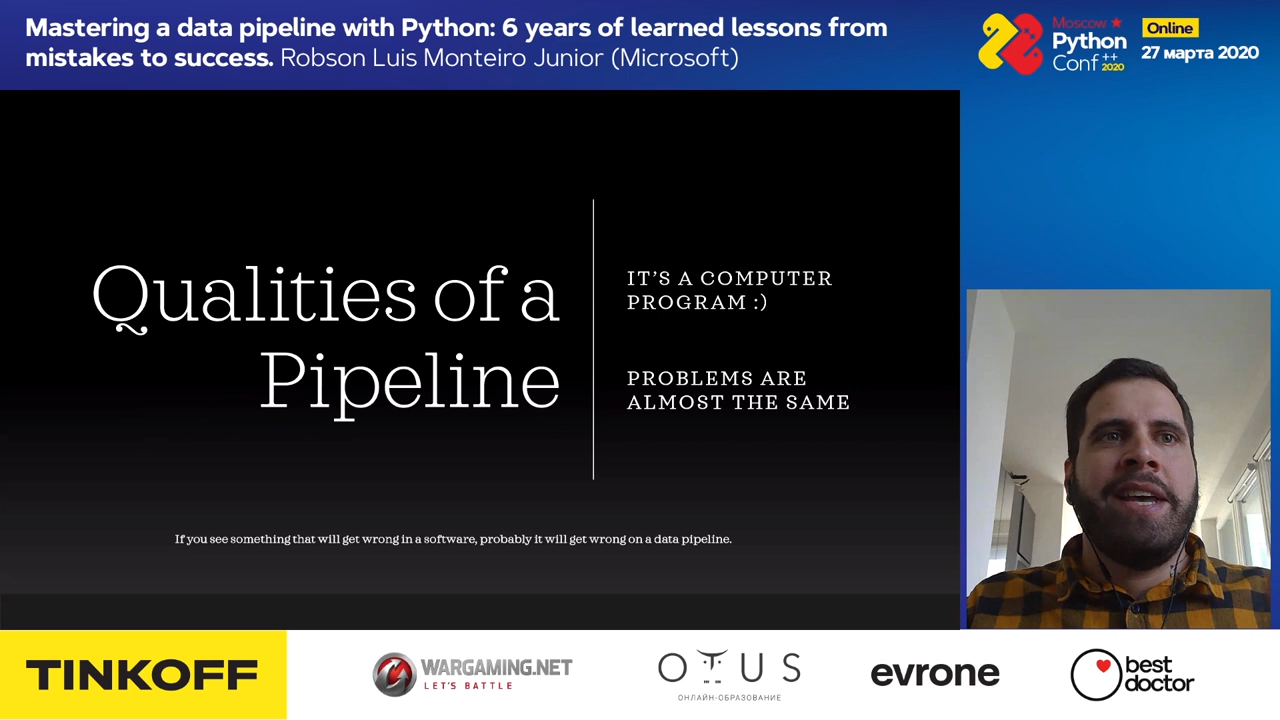 Mastering a data pipeline with Python: 6 years of learned lessons from
mistakes to success. Robson Luis Monteiro Junior (Microsoft)
Moscow
Python
Conf ++
2020
Online
27 марта 2020
Qualities of a
Pipeline
IT’S A COMPUTER
PROGRAM :)
PROBLEMS ARE
ALMOST THE SAME
If you see something that will get wrong in a software, probably it will get wrong on a data pipeline.
TINKOFF
WARGAMING.NET
LET'S BATTLE
OTUS
ОНЛАЙН-ОБРАЗОВАНИЕ
evrone
best
doctor